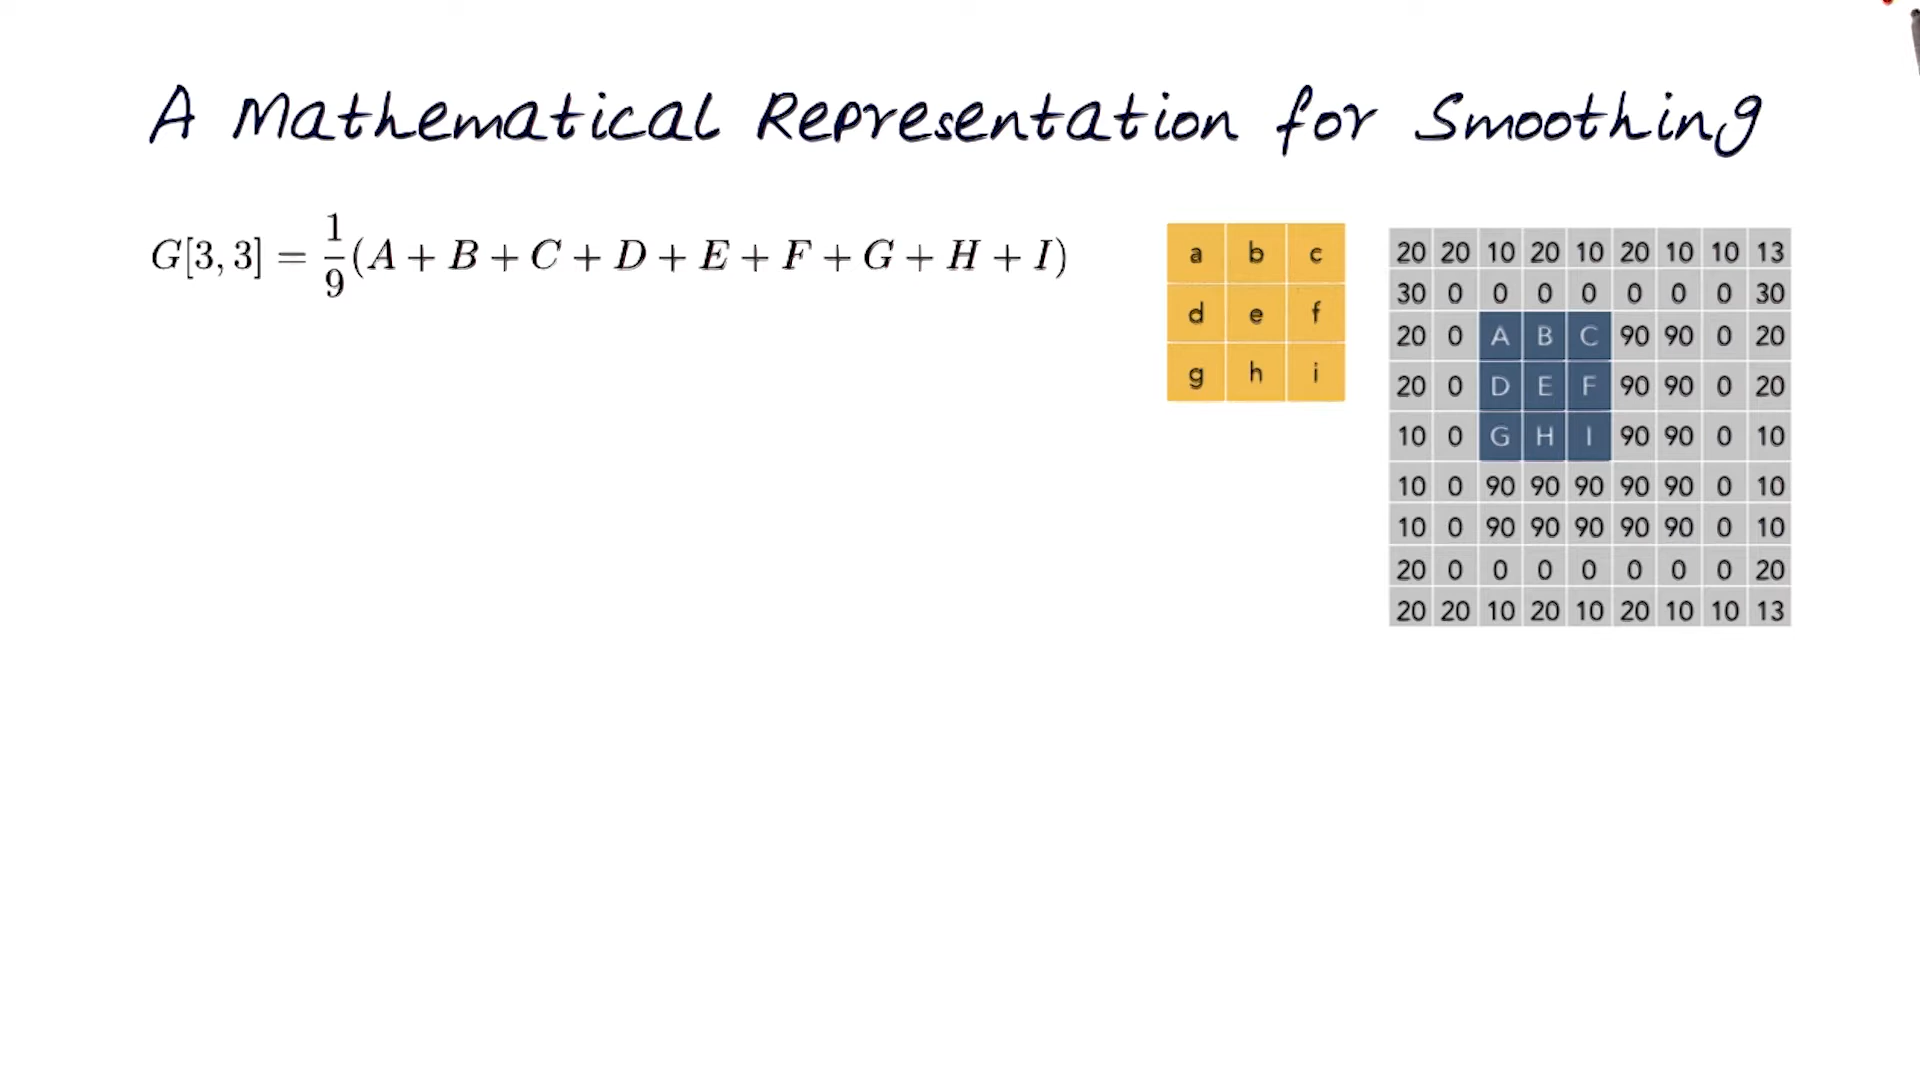 A Mathematical Representation for Smoothing
G[3, 3] = 1/9 (A + B + C + D + E + F + G + H + I)
a b c
d e f
g h i
20 20 10 20 10 20 10 10 13
30 0 0 0 0 0 0 0 30
20 0 A B C 90 90 0 20
20 0 D E F 90 90 0 20
10 0 G H I 90 90 0 10
10 0 90 90 90 90 90 0 10
10 0 90 90 90 90 90 0 10
20 0 0 0 0 0 0 0 20
20 20 10 20 10 20 10 10 13